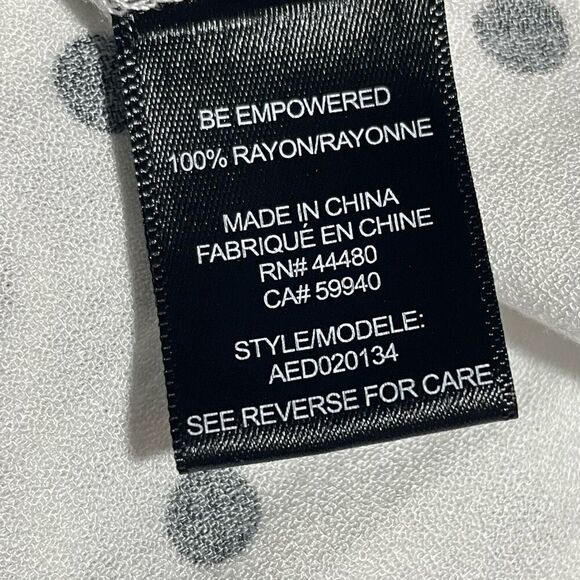 BE EMPOWERED
100% RAYON/RAYONNE
MADE IN CHINA
FABRIQUÉ EN CHINE
RN# 44480
CA# 59940
STYLE/MODELE:
AED020134
SEE REVERSE FOR CARE